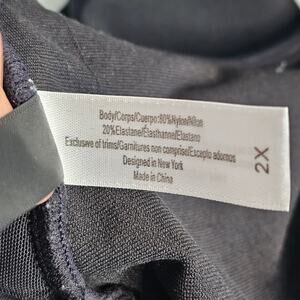 Body/Corps/Cuerpo:80%Nylon/Nilon
20%Elastane/Élasthanne/Elastano
Exclusive of trims/Garnitures non comprise/Excepto adornos
Designed in New York
Made in China
2X